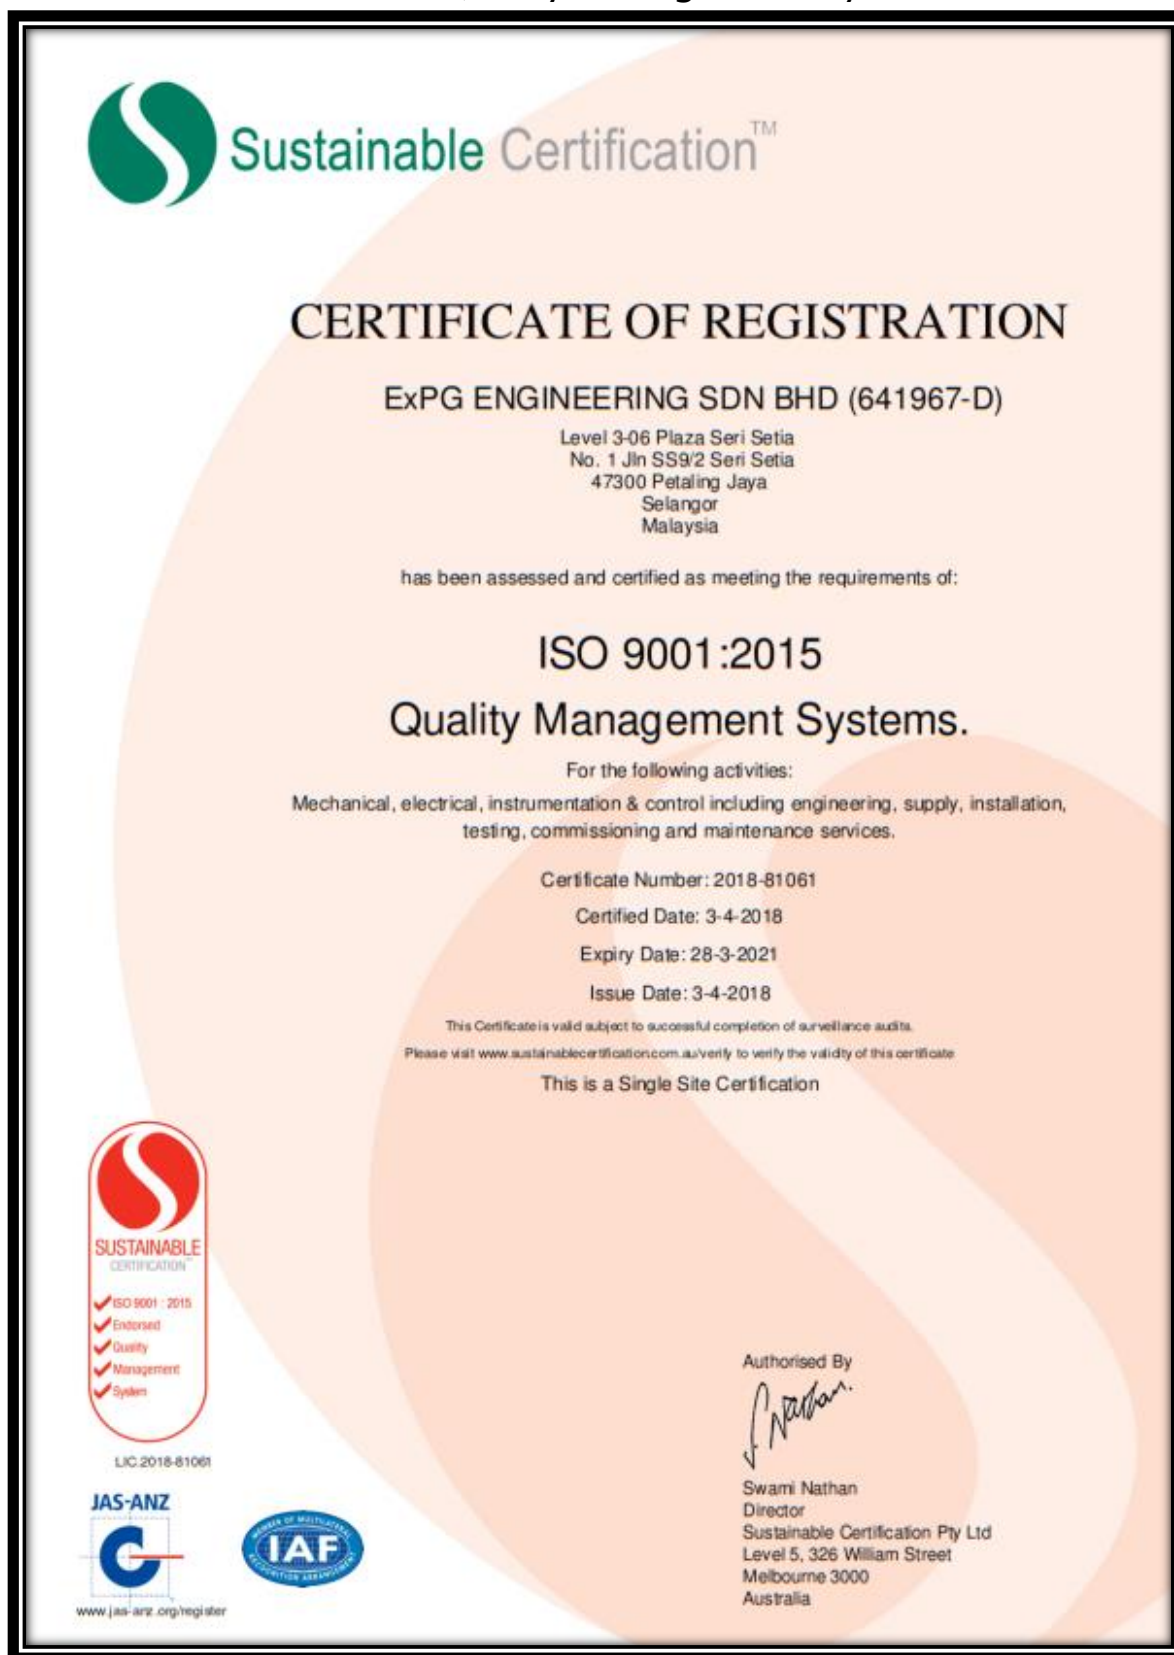 Sustainable Certification™
CERTIFICATE OF REGISTRATION
ExPG ENGINEERING SDN BHD (641967-D)
Level 3-06 Plaza Seri Setia
No. 1 Jln SS9/2 Seri Setia
47300 Petaling Jaya
Selangor
Malaysia
has been assessed and certified as meeting the requirements of:
ISO 9001:2015
Quality Management Systems.
For the following activities:
Mechanical, electrical, instrumentation & control including engineering, supply, installation,
testing, commissioning and maintenance services.
Certificate Number: 2018-81061
Certified Date: 3-4-2018
Expiry Date: 28-3-2021
Issue Date: 3-4-2018
This Certificate is valid subject to successful completion of surveillance audits.
Please visit www.sustainablecertification.com.au/verify to verify the validity of this certificate
This is a Single Site Certification
SUSTAINABLE
CERTIFICATION™
ISO 9001 : 2015
Endorsed
Quality
Management
System
LIC 2018-81061
JAS-ANZ
www.jas-anz.org/register
MEMBER OF MULTILATERAL
IAF
RECOGNITION ARRANGEMENT
Authorised By
S. Nathan.
Swami Nathan
Director
Sustainable Certification Pty Ltd
Level 5, 326 William Street
Melbourne 3000
Australia